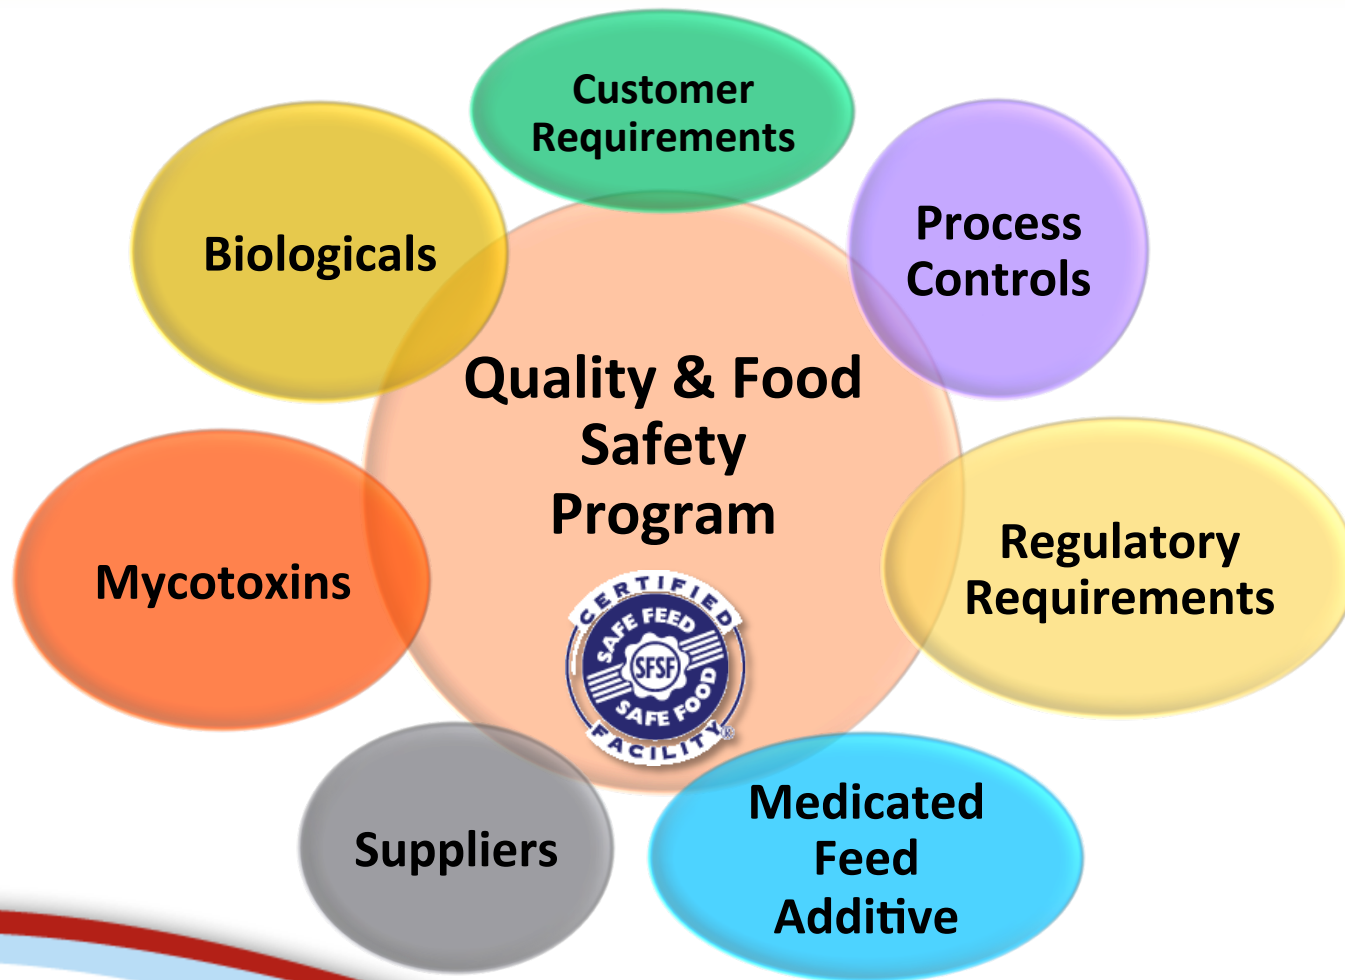 Customer
Requirements
Process
Controls
Biologicals
Quality & Food
Safety
Program
Regulatory
Requirements
Mycotoxins
CERTIFIED
SAFE FEED
SFSF
SAFE FOOD
FACILITY®
Suppliers
Medicated
Feed
Additive